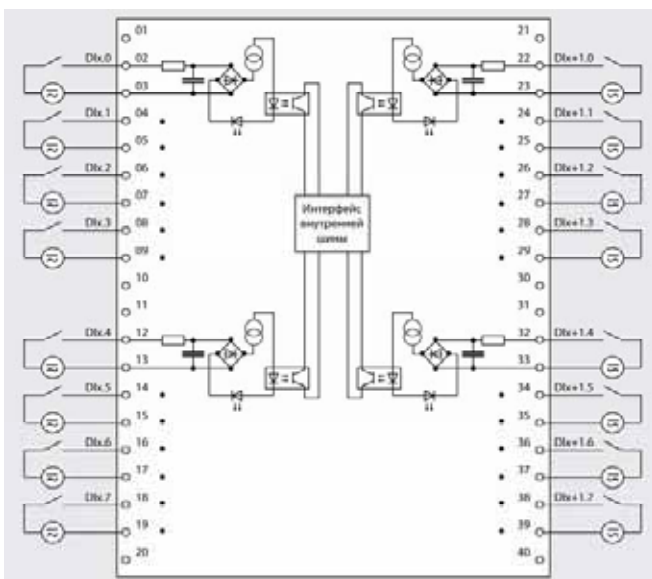 01 21
DIx.0 02 22 DIx+1.0
03 23
DIx.1 04 24 DIx+1.1
05 25
DIx.2 06 26 DIx+1.2
07 27
DIx.3 08 28 DIx+1.3
09 29
Интерфейс
внутренней
шины
10 30
11 31
DIx.4 12 32 DIx+1.4
13 33
DIx.5 14 34 DIx+1.5
15 35
DIx.6 16 36 DIx+1.6
17 37
DIx.7 18 38 DIx+1.7
19 39
20 40